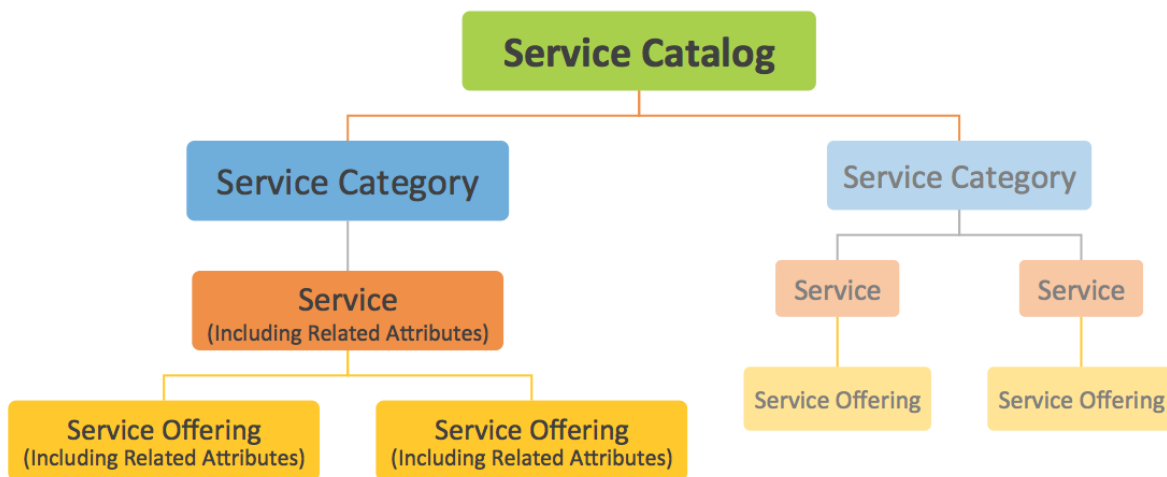 Service Catalog
Service Category
Service Category
Service
(Including Related Attributes)
Service
Service
Service Offering
(Including Related Attributes)
Service Offering
(Including Related Attributes)
Service Offering
Service Offering